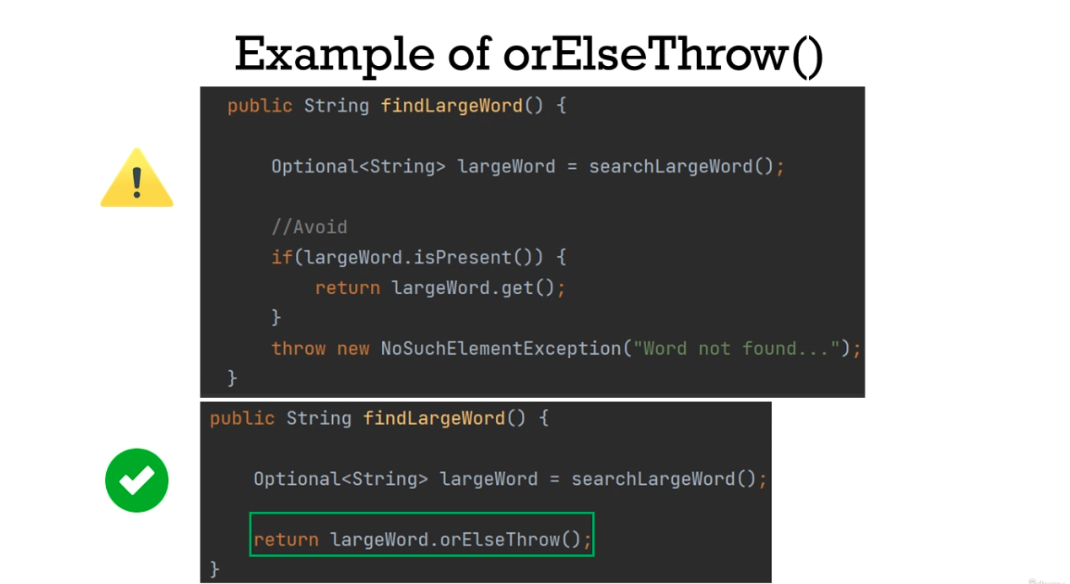 Example of orElseThrow()
public String findLargeWord() {
Optional<String> largeWord = searchLargeWord();
//Avoid
if(largeWord.isPresent()) {
return largeWord.get();
}
throw new NoSuchElementException("Word not found...");
}
public String findLargeWord() {
Optional<String> largeWord = searchLargeWord();
return largeWord.orElseThrow();
}